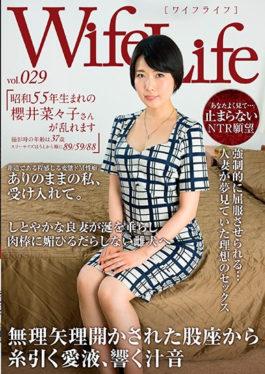 [ワイフライフ]
Wife Life
vol.029
「昭和55年生まれの
櫻井菜々子さん
が乱れます
撮影時の年齢は37歳
スリーサイズはうえから順に89/59/88
あなたよく見て…。
止まらない
NTR願望
強制的に屈服させられる…
人妻が夢見ていた理想のセックス
ありのままの私、
受け入れて。
しとやかな良妻が涎を垂らし
肉棒に媚びるだらしない雌犬へ
無理矢理開かされた股座から
糸引く愛液、響く汁音